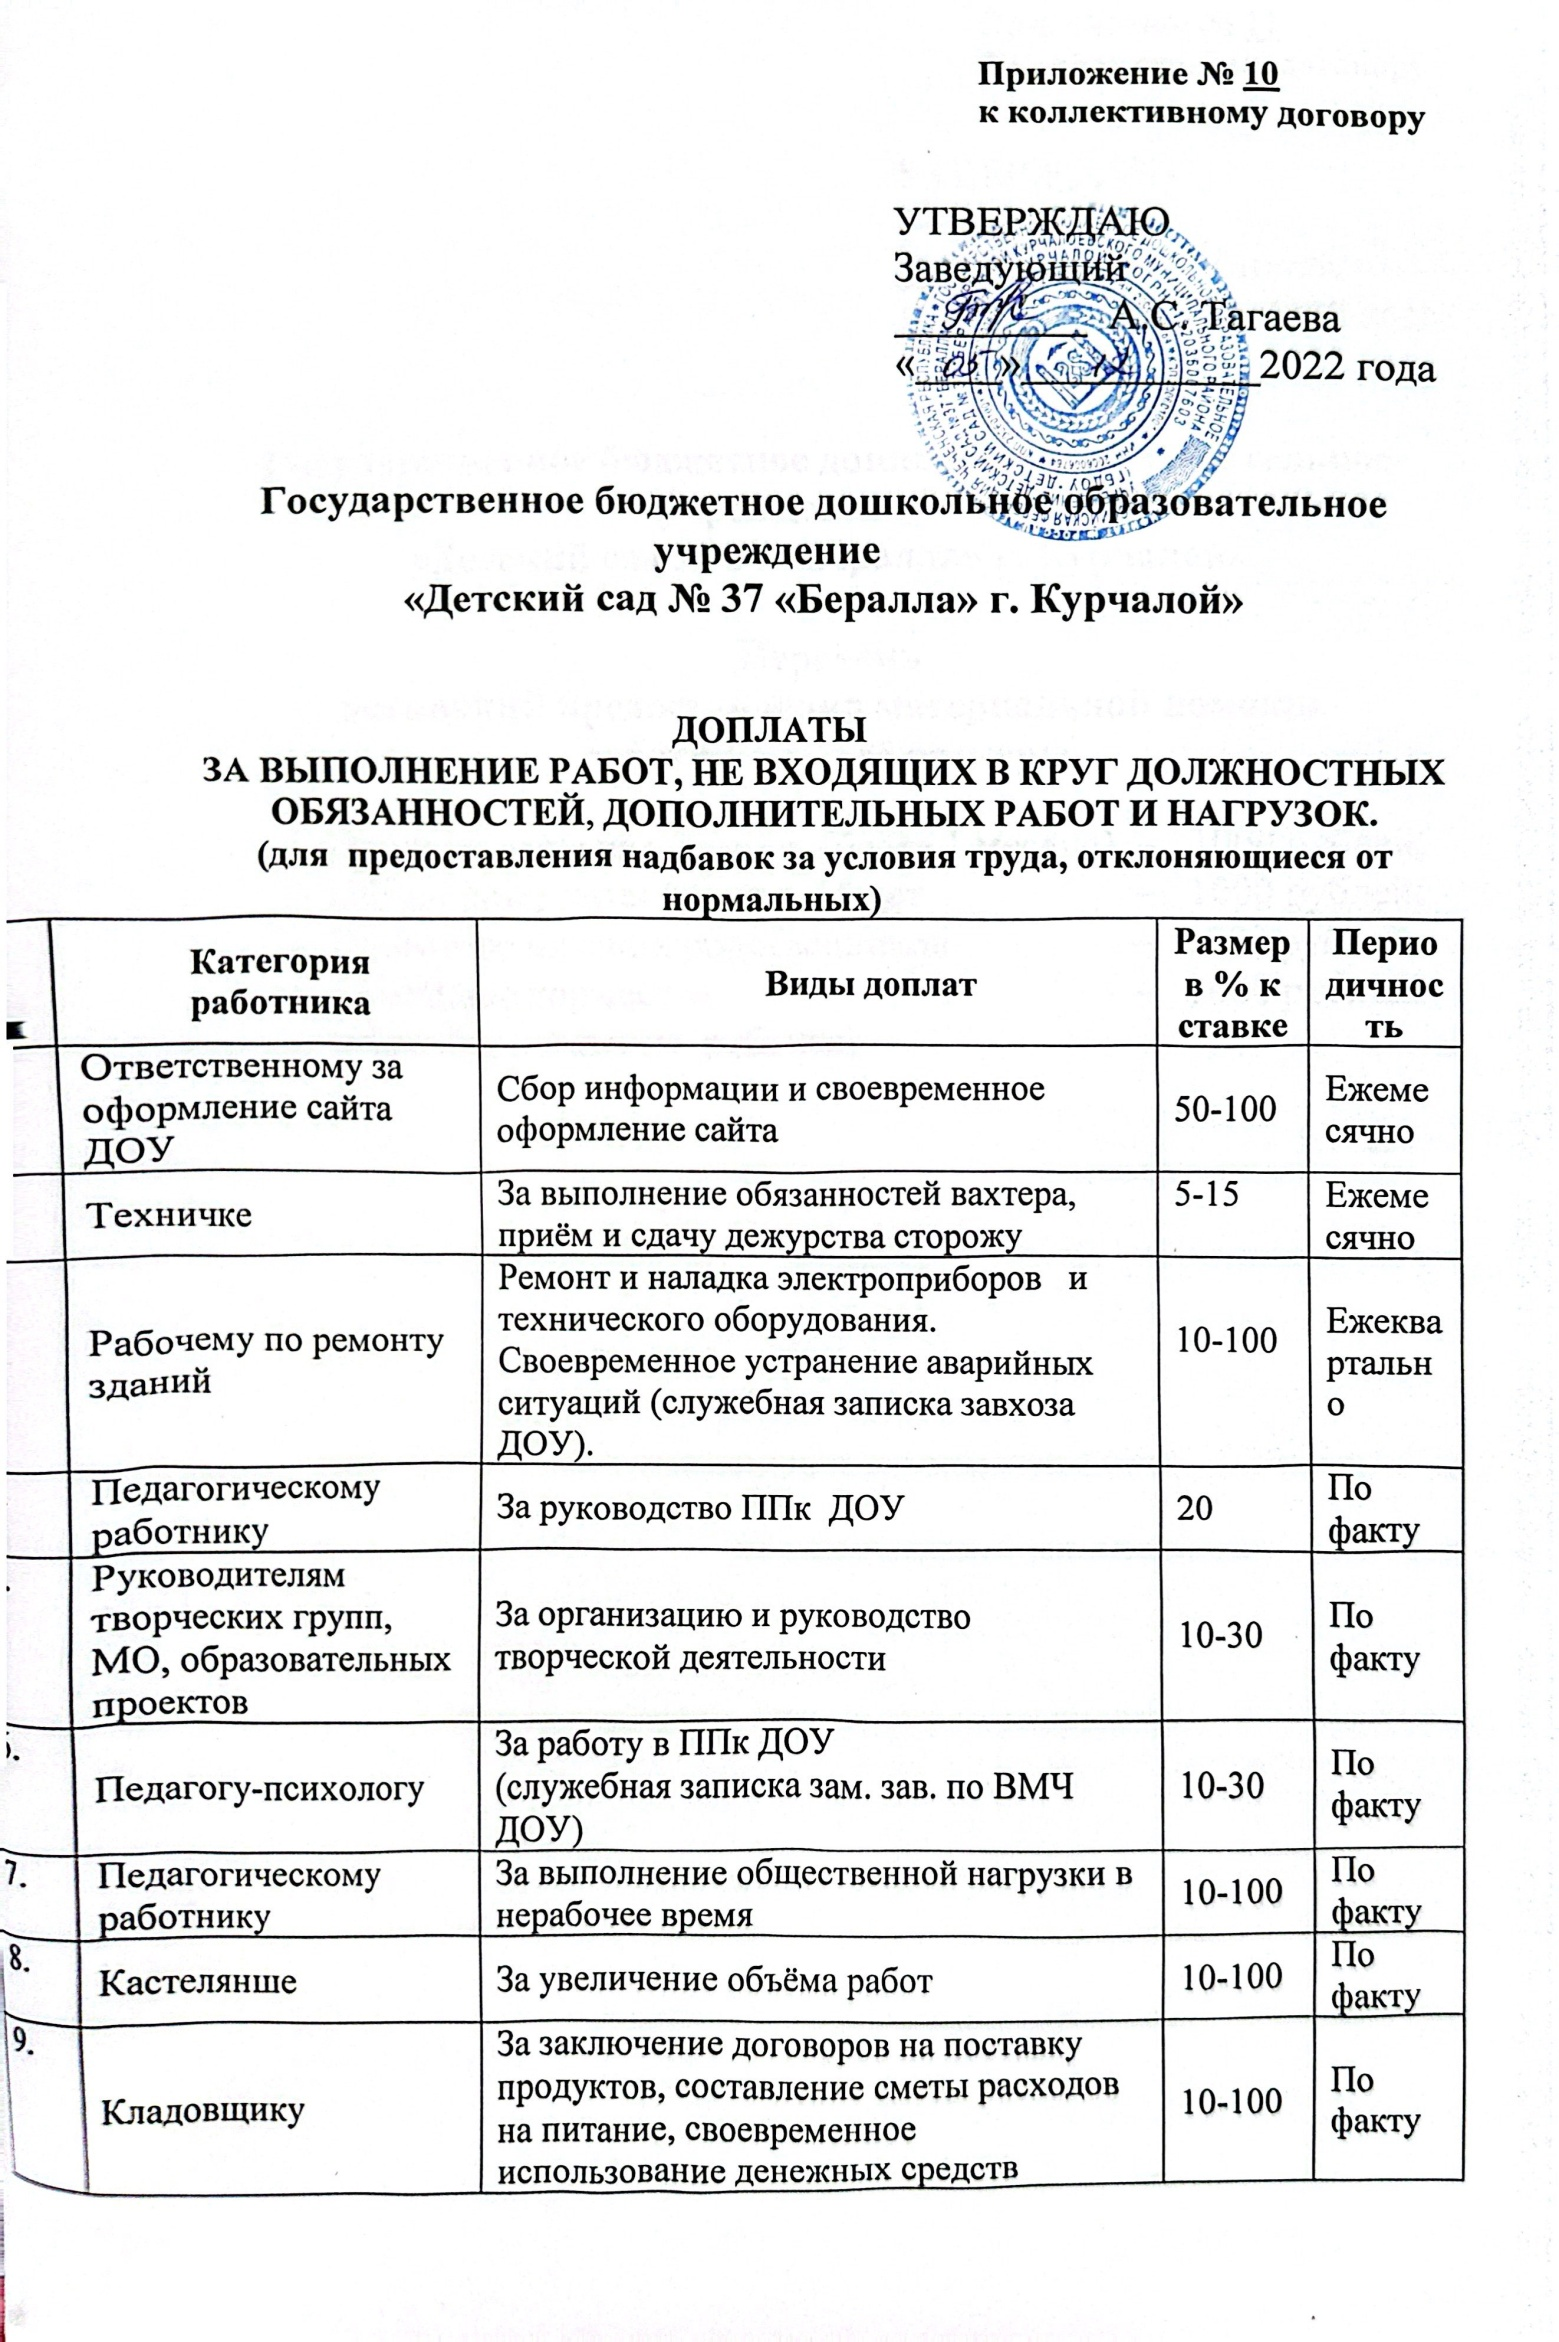 Приложение № 10
к коллективному договору
УТВЕРЖДАЮ
Заведующий
А.С. Тагаева
« 05 » 12 2022 года
Государственное бюджетное дошкольное образовательное
учреждение
«Детский сад № 37 «Бералла» г. Курчалой»
ДОПЛАТЫ
ЗА ВЫПОЛНЕНИЕ РАБОТ, НЕ ВХОДЯЩИХ В КРУГ ДОЛЖНОСТНЫХ
ОБЯЗАННОСТЕЙ, ДОПОЛНИТЕЛЬНЫХ РАБОТ И НАГРУЗОК.
(для предоставления надбавок за условия труда, отклоняющиеся от
нормальных)
Категория
работника
Виды доплат
Размер
в % к
ставке
Перио
дичнос
ть
Ответственному за
оформление сайта
ДОУ
Сбор информации и своевременное
оформление сайта
50-100
Ежеме
сячно
Техничке
За выполнение обязанностей вахтера,
приём и сдачу дежурства сторожу
5-15
Ежеме
сячно
Рабочему по ремонту
зданий
Ремонт и наладка электроприборов и
технического оборудования.
Своевременное устранение аварийных
ситуаций (служебная записка завхоза
ДОУ).
10-100
Ежеква
ртальн
о
Педагогическому
работнику
За руководство ППк ДОУ
20
По
факту
Руководителям
творческих групп,
МО, образовательных
проектов
За организацию и руководство
творческой деятельности
10-30
По
факту
Педагогу-психологу
За работу в ППк ДОУ
(служебная записка зам. зав. по ВМЧ
ДОУ)
10-30
По
факту
7.
Педагогическому
работнику
За выполнение общественной нагрузки в
нерабочее время
10-100
По
факту
8.
Кастелянше
За увеличение объёма работ
10-100
По
факту
9.
Кладовщику
За заключение договоров на поставку
продуктов, составление сметы расходов
на питание, своевременное
использование денежных средств
10-100
По
факту